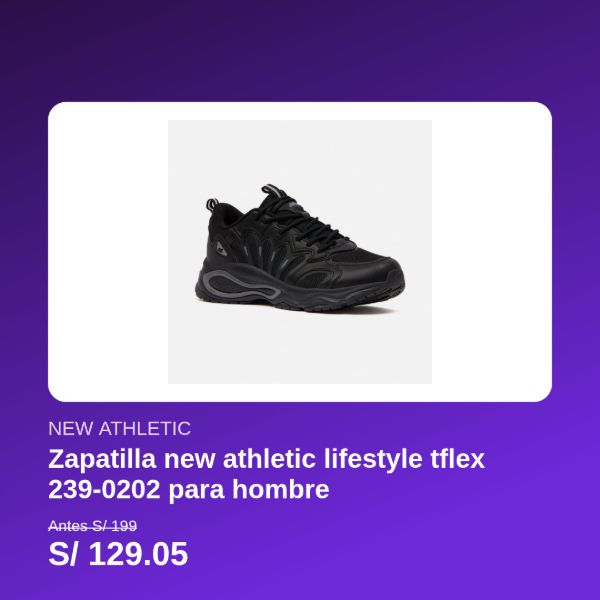 NEW ATHLETIC
Zapatilla new athletic lifestyle tflex
239-0202 para hombre
Antes S/ 199
S/ 129.05